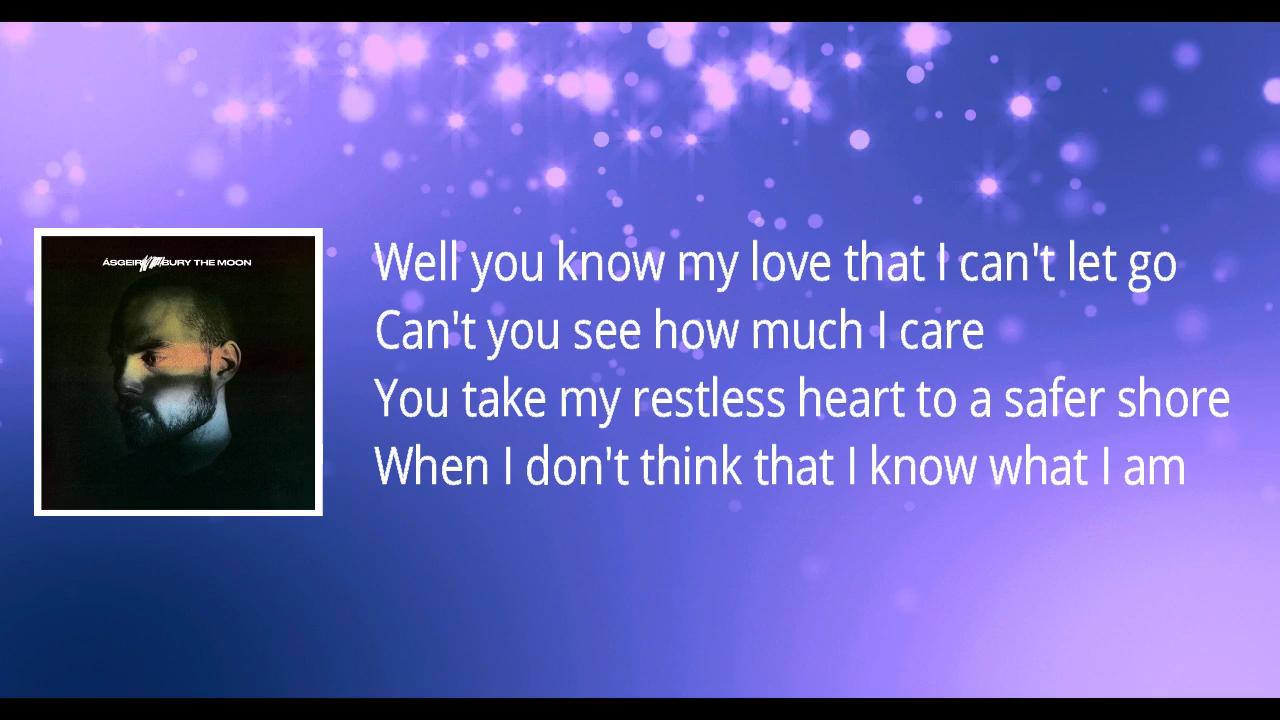 ÁSGEIR BURY THE MOON
Well you know my love that I can't let go
Can't you see how much I care
You take my restless heart to a safer shore
When I don't think that I know what I am